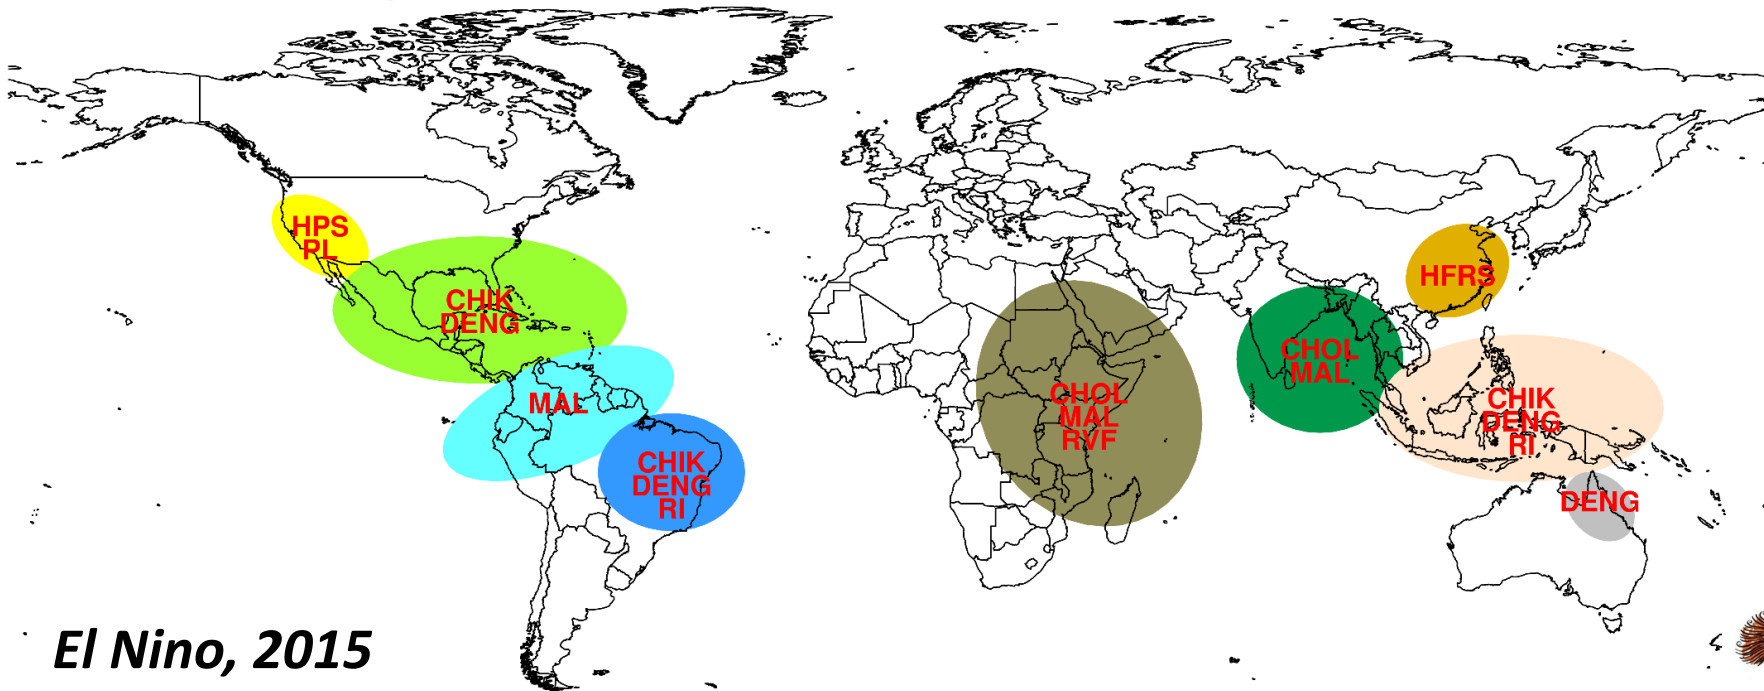 HPS
PL
CHIK
DENG
MAL
CHIK
DENG
RI
CHOL
MAL
RVF
CHOL
MAL
HFRS
CHIK
DENG
RI
DENG
El Nino, 2015